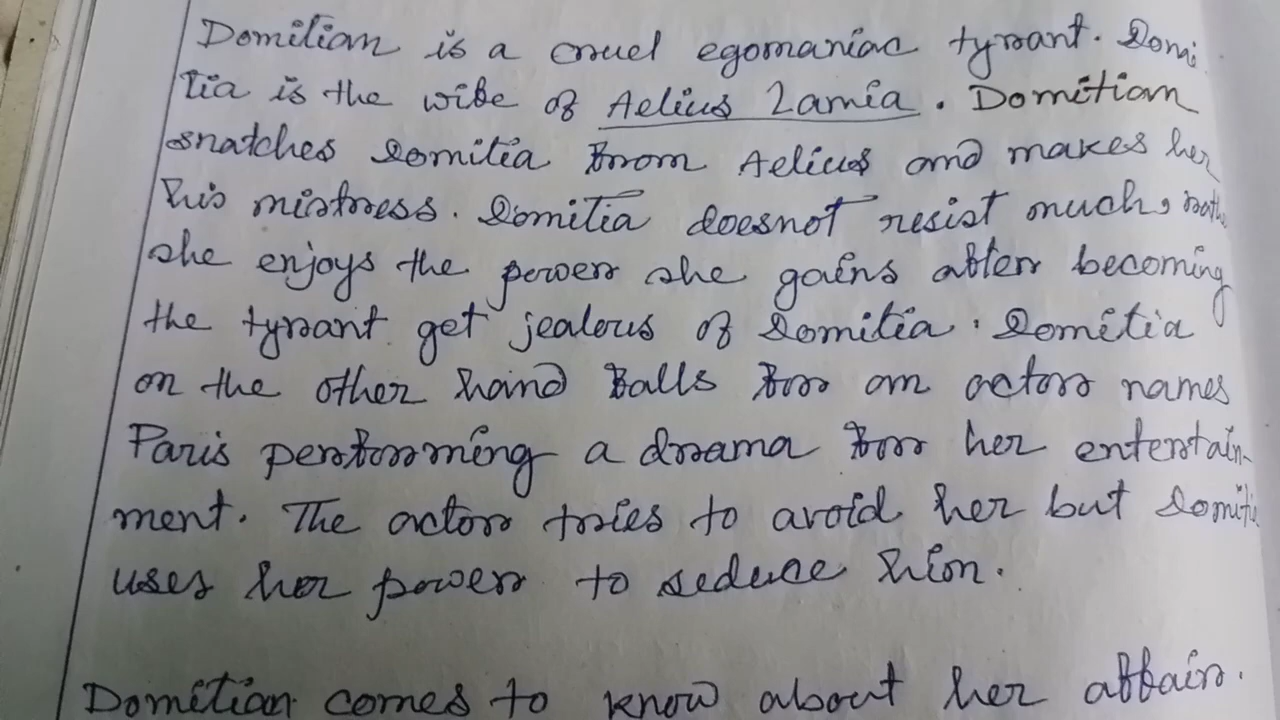 Domitian is a cruel egomaniac tyrant. Domi
tia is the wife of Aelius Lamia. Domitian
snatches Domitia from Aelius and makes her
his mistress. Domitia doesnot resist much, rath
she enjoys the power she gains after becoming
the tyrant get jealous of Domitia. Domitia
on the other hand falls for an actor names
Paris performing a drama for her entertain-
ment. The actor tries to avoid her but Domiti
uses her power to seduce him.
Domitian comes to know about her affair.